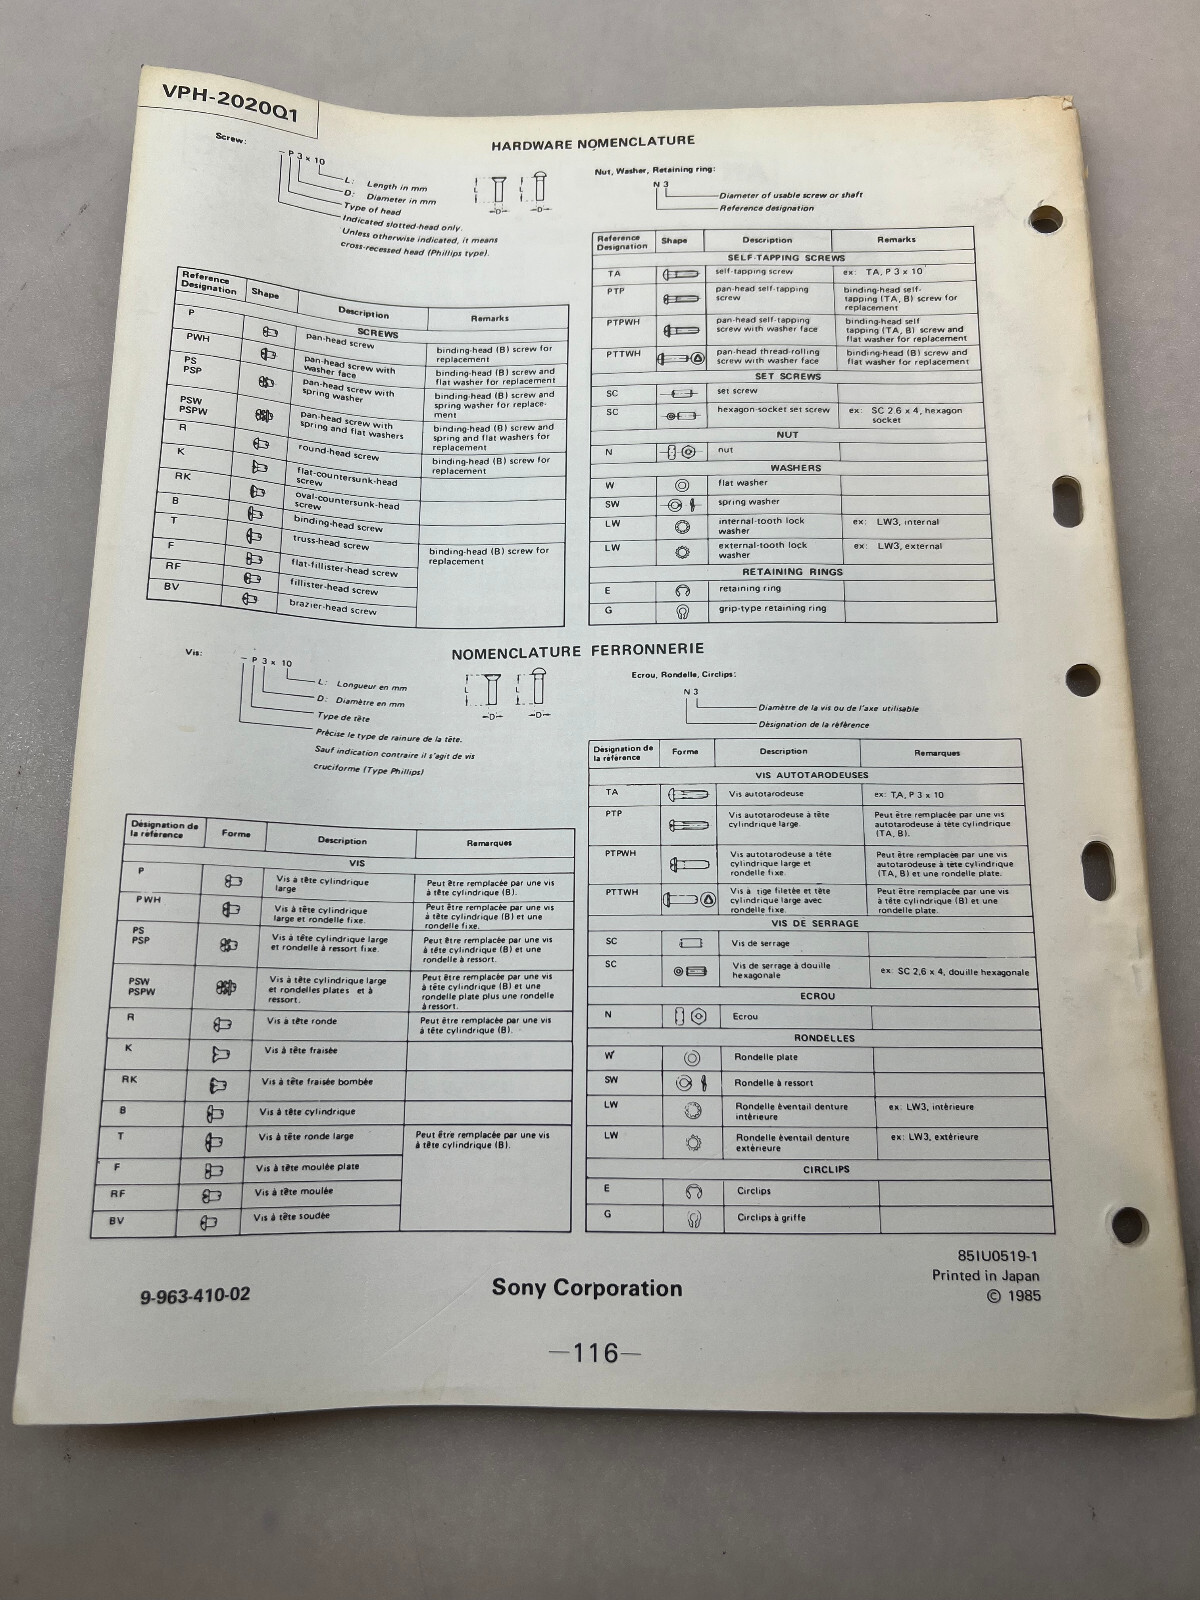 VPH-2020Q1
HARDWARE NOMENCLATURE
Screw:
– P 3 x 10
L: Length in mm
D: Diameter in mm
Type of head
Indicated slotted-head only.
Unless otherwise indicated, it means
cross-recessed head (Phillips type).
L
D
L
D
Nut, Washer, Retaining ring:
N 3
Diameter of usable screw or shaft
Reference designation
Reference Designation Shape Description Remarks
SCREWS
P pan-head screw binding-head (B) screw for replacement
PWH pan-head screw with washer face binding-head (B) screw and flat washer for replacement
PS PSP pan-head screw with spring washer binding-head (B) screw and spring washer for replace-ment
PSW PSPW pan-head screw with spring and flat washers binding-head (B) screw and spring and flat washers for replacement
R round-head screw binding-head (B) screw for replacement
K flat-countersunk-head screw
RK oval-countersunk-head screw
B binding-head screw
T truss-head screw binding-head (B) screw for replacement
F flat-fillister-head screw
RF fillister-head screw
BV brazier-head screw
Reference Designation Shape Description Remarks
SELF-TAPPING SCREWS
TA self-tapping screw ex: TA, P 3 x 10
PTP pan-head self-tapping screw binding-head self-tapping (TA, B) screw for replacement
PTPWH pan-head self-tapping screw with washer face binding-head self tapping (TA, B) screw and flat washer for replacement
PTTWH pan-head thread-rolling screw with washer face binding-head (B) screw and flat washer for replacement
SET SCREWS
SC set screw
SC hexagon-socket set screw ex: SC 2.6 x 4, hexagon socket
NUT
N nut
WASHERS
W flat washer
SW spring washer
LW internal-tooth lock washer ex: LW3, internal
LW external-tooth lock washer ex: LW3, external
RETAINING RINGS
E retaining ring
G grip-type retaining ring
NOMENCLATURE FERRONNERIE
Vis:
– P 3 x 10
L: Longueur en mm
D: Diamètre en mm
Type de tête
Précise le type de rainure de la tête.
Sauf indication contraire il s'agit de vis
cruciforme (Type Phillips)
L
D
L
D
Ecrou, Rondelle, Circlips:
N 3
Diamètre de la vis ou de l'axe utilisable
Désignation de la référence
Désignation de la référence Forme Description Remarques
VIS
P Vis à tête cylindrique large Peut être remplacée par une vis à tête cylindrique (B).
PWH Vis à tête cylindrique large et rondelle fixe. Peut être remplacée par une vis à tête cylindrique (B) et une rondelle fixe.
PS PSP Vis à tête cylindrique large et rondelle à ressort fixe. Peut être remplacée par une vis à tête cylindrique (B) et une rondelle à ressort.
PSW PSPW Vis à tête cylindrique large et rondelles plates et à ressort. Peut être remplacée par une vis à tête cylindrique (B) et une rondelle plate plus une rondelle à ressort.
R Vis à tête ronde Peut être remplacée par une vis à tête cylindrique (B).
K Vis à tête fraisée
RK Vis à tête fraisée bombée
B Vis à tête cylindrique
T Vis à tête ronde large Peut être remplacée par une vis à tête cylindrique (B).
F Vis à tête moulée plate
RF Vis à tête moulée
BV Vis à tête soudée
Désignation de la référence Forme Description Remarques
VIS AUTOTARODEUSES
TA Vis autotarodeuse ex: TA, P 3 x 10
PTP Vis autotarodeuse à tête cylindrique large. Peut être remplacée par une vis autotarodeuse à tête cylindrique (TA, B).
PTPWH Vis autotarodeuse a tête cylindrique large et rondelle fixe. Peut être remplacée par une vis autotarodeuse à tête cylindrique (TA, B) et une rondelle plate.
PTTWH Vis à tige filetée et tête cylindrique large avec rondelle fixe. Peut être remplacée par une vis à tête cylindrique (B) et une rondelle plate.
VIS DE SERRAGE
SC Vis de serrage
SC Vis de serrage à douille hexagonale ex: SC 2,6 x 4, douille hexagonale
ECROU
N Ecrou
RONDELLES
W Rondelle plate
SW Rondelle à ressort
LW Rondelle éventail denture intérieure ex: LW3, intérieure
LW Rondelle éventail denture extérieure ex: LW3, extérieure
CIRCLIPS
E Circlips
G Circlips à griffe
9-963-410-02
Sony Corporation
85IU0519-1
Printed in Japan
© 1985
—116—